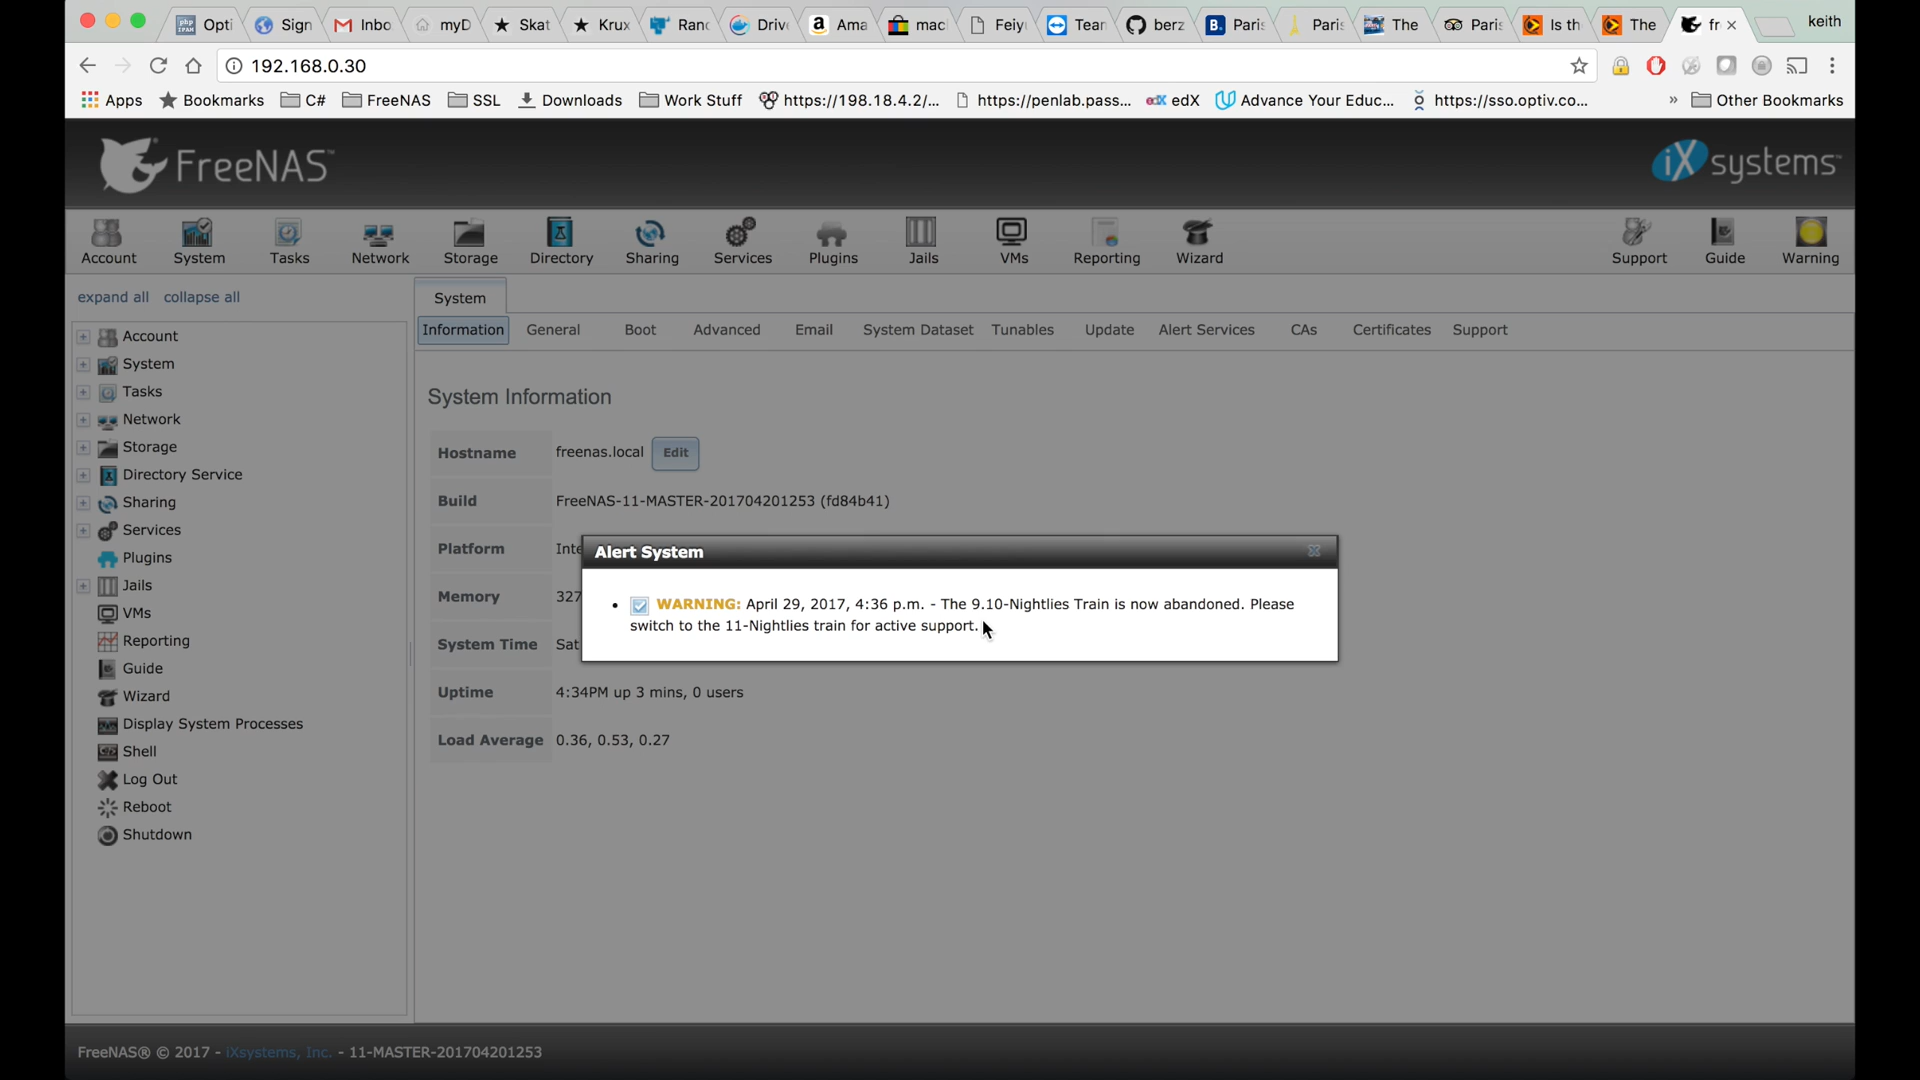 Opti Sign Inbo myD Skat Krux Ranc Drive Ama mac Feiyu Team berz Paris Paris The Paris Is th The fr keith
192.168.0.30
Apps Bookmarks C# FreeNAS SSL Downloads Work Stuff https://198.18.4.2/... https://penlab.pass... edX edX Advance Your Educ... https://sso.optiv.co... » Other Bookmarks
FreeNAS™ iXsystems™
Account System Tasks Network Storage Directory Sharing Services Plugins Jails VMs Reporting Wizard Support Guide Warning
expand all collapse all
System
Information General Boot Advanced Email System Dataset Tunables Update Alert Services CAs Certificates Support
Account
System
Tasks
Network
Storage
Directory Service
Sharing
Services
Plugins
Jails
VMs
Reporting
Guide
Wizard
Display System Processes
Shell
Log Out
Reboot
Shutdown
System Information
Hostname freenas.local Edit
Build FreeNAS-11-MASTER-201704201253 (fd84b41)
Platform Inte
Memory 327
System Time Sat
Uptime 4:34PM up 3 mins, 0 users
Load Average 0.36, 0.53, 0.27
Alert System
• WARNING: April 29, 2017, 4:36 p.m. - The 9.10-Nightlies Train is now abandoned. Please
switch to the 11-Nightlies train for active support.
FreeNAS® © 2017 - iXsystems, Inc. - 11-MASTER-201704201253